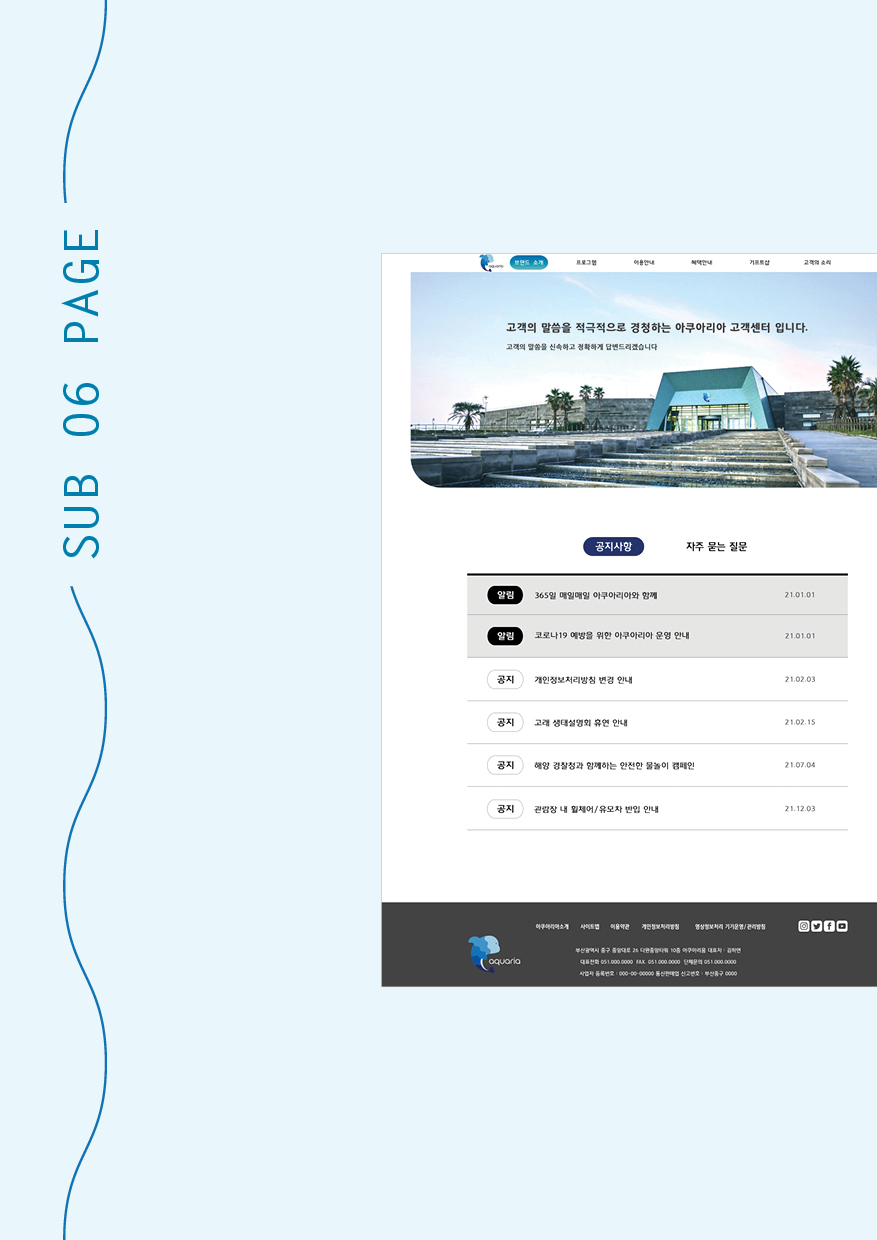 SUB 06 PAGE
aquaria
브랜드 소개
프로그램
이용안내
혜택안내
기프트샵
고객의 소리
고객의 말씀을 적극적으로 경청하는 아쿠아리아 고객센터 입니다.
고객의 말씀을 신속하고 정확하게 답변드리겠습니다
공지사항
자주 묻는 질문
알림 365일 매일매일 아쿠아리아와 함께 21.01.01
알림 코로나19 예방을 위한 아쿠아리아 운영 안내 21.01.01
공지 개인정보처리방침 변경 안내 21.02.03
공지 고래 생태설명회 휴연 안내 21.02.15
공지 해양 경찰청과 함께하는 안전한 물놀이 캠페인 21.07.04
공지 관람장 내 휠체어/유모차 반입 안내 21.12.03
아쿠아리아소개 사이트맵 이용약관 개인정보처리방침 영상정보처리 기기운영/관리방침
aquaria
부산광역시 중구 중앙대로 26 다원중앙타워 10층 아쿠아리움 대표자 : 김하연
대표전화 051.000.0000 FAX 051.000.0000 단체문의 051.000.0000
사업자 등록번호 : 000-00-00000 통신판매업 신고번호 : 부산중구 0000